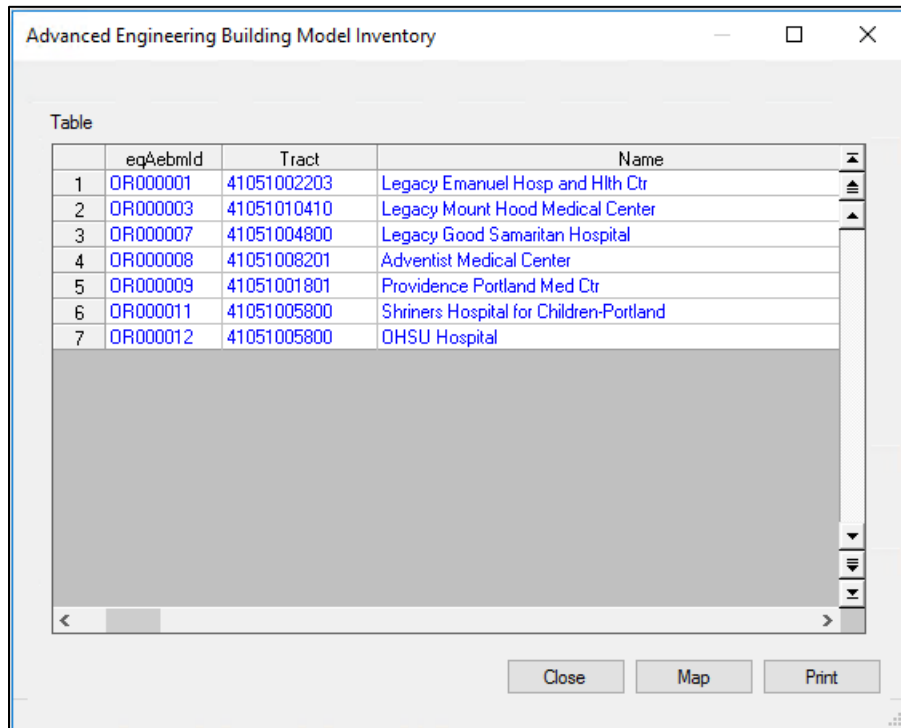 Advanced Engineering Building Model Inventory
Table
eqAebmId Tract Name
1 OR000001 41051002203 Legacy Emanuel Hosp and Hlth Ctr
2 OR000003 41051010410 Legacy Mount Hood Medical Center
3 OR000007 41051004800 Legacy Good Samaritan Hospital
4 OR000008 41051008201 Adventist Medical Center
5 OR000009 41051001801 Providence Portland Med Ctr
6 OR000011 41051005800 Shriners Hospital for Children-Portland
7 OR000012 41051005800 OHSU Hospital
Close Map Print